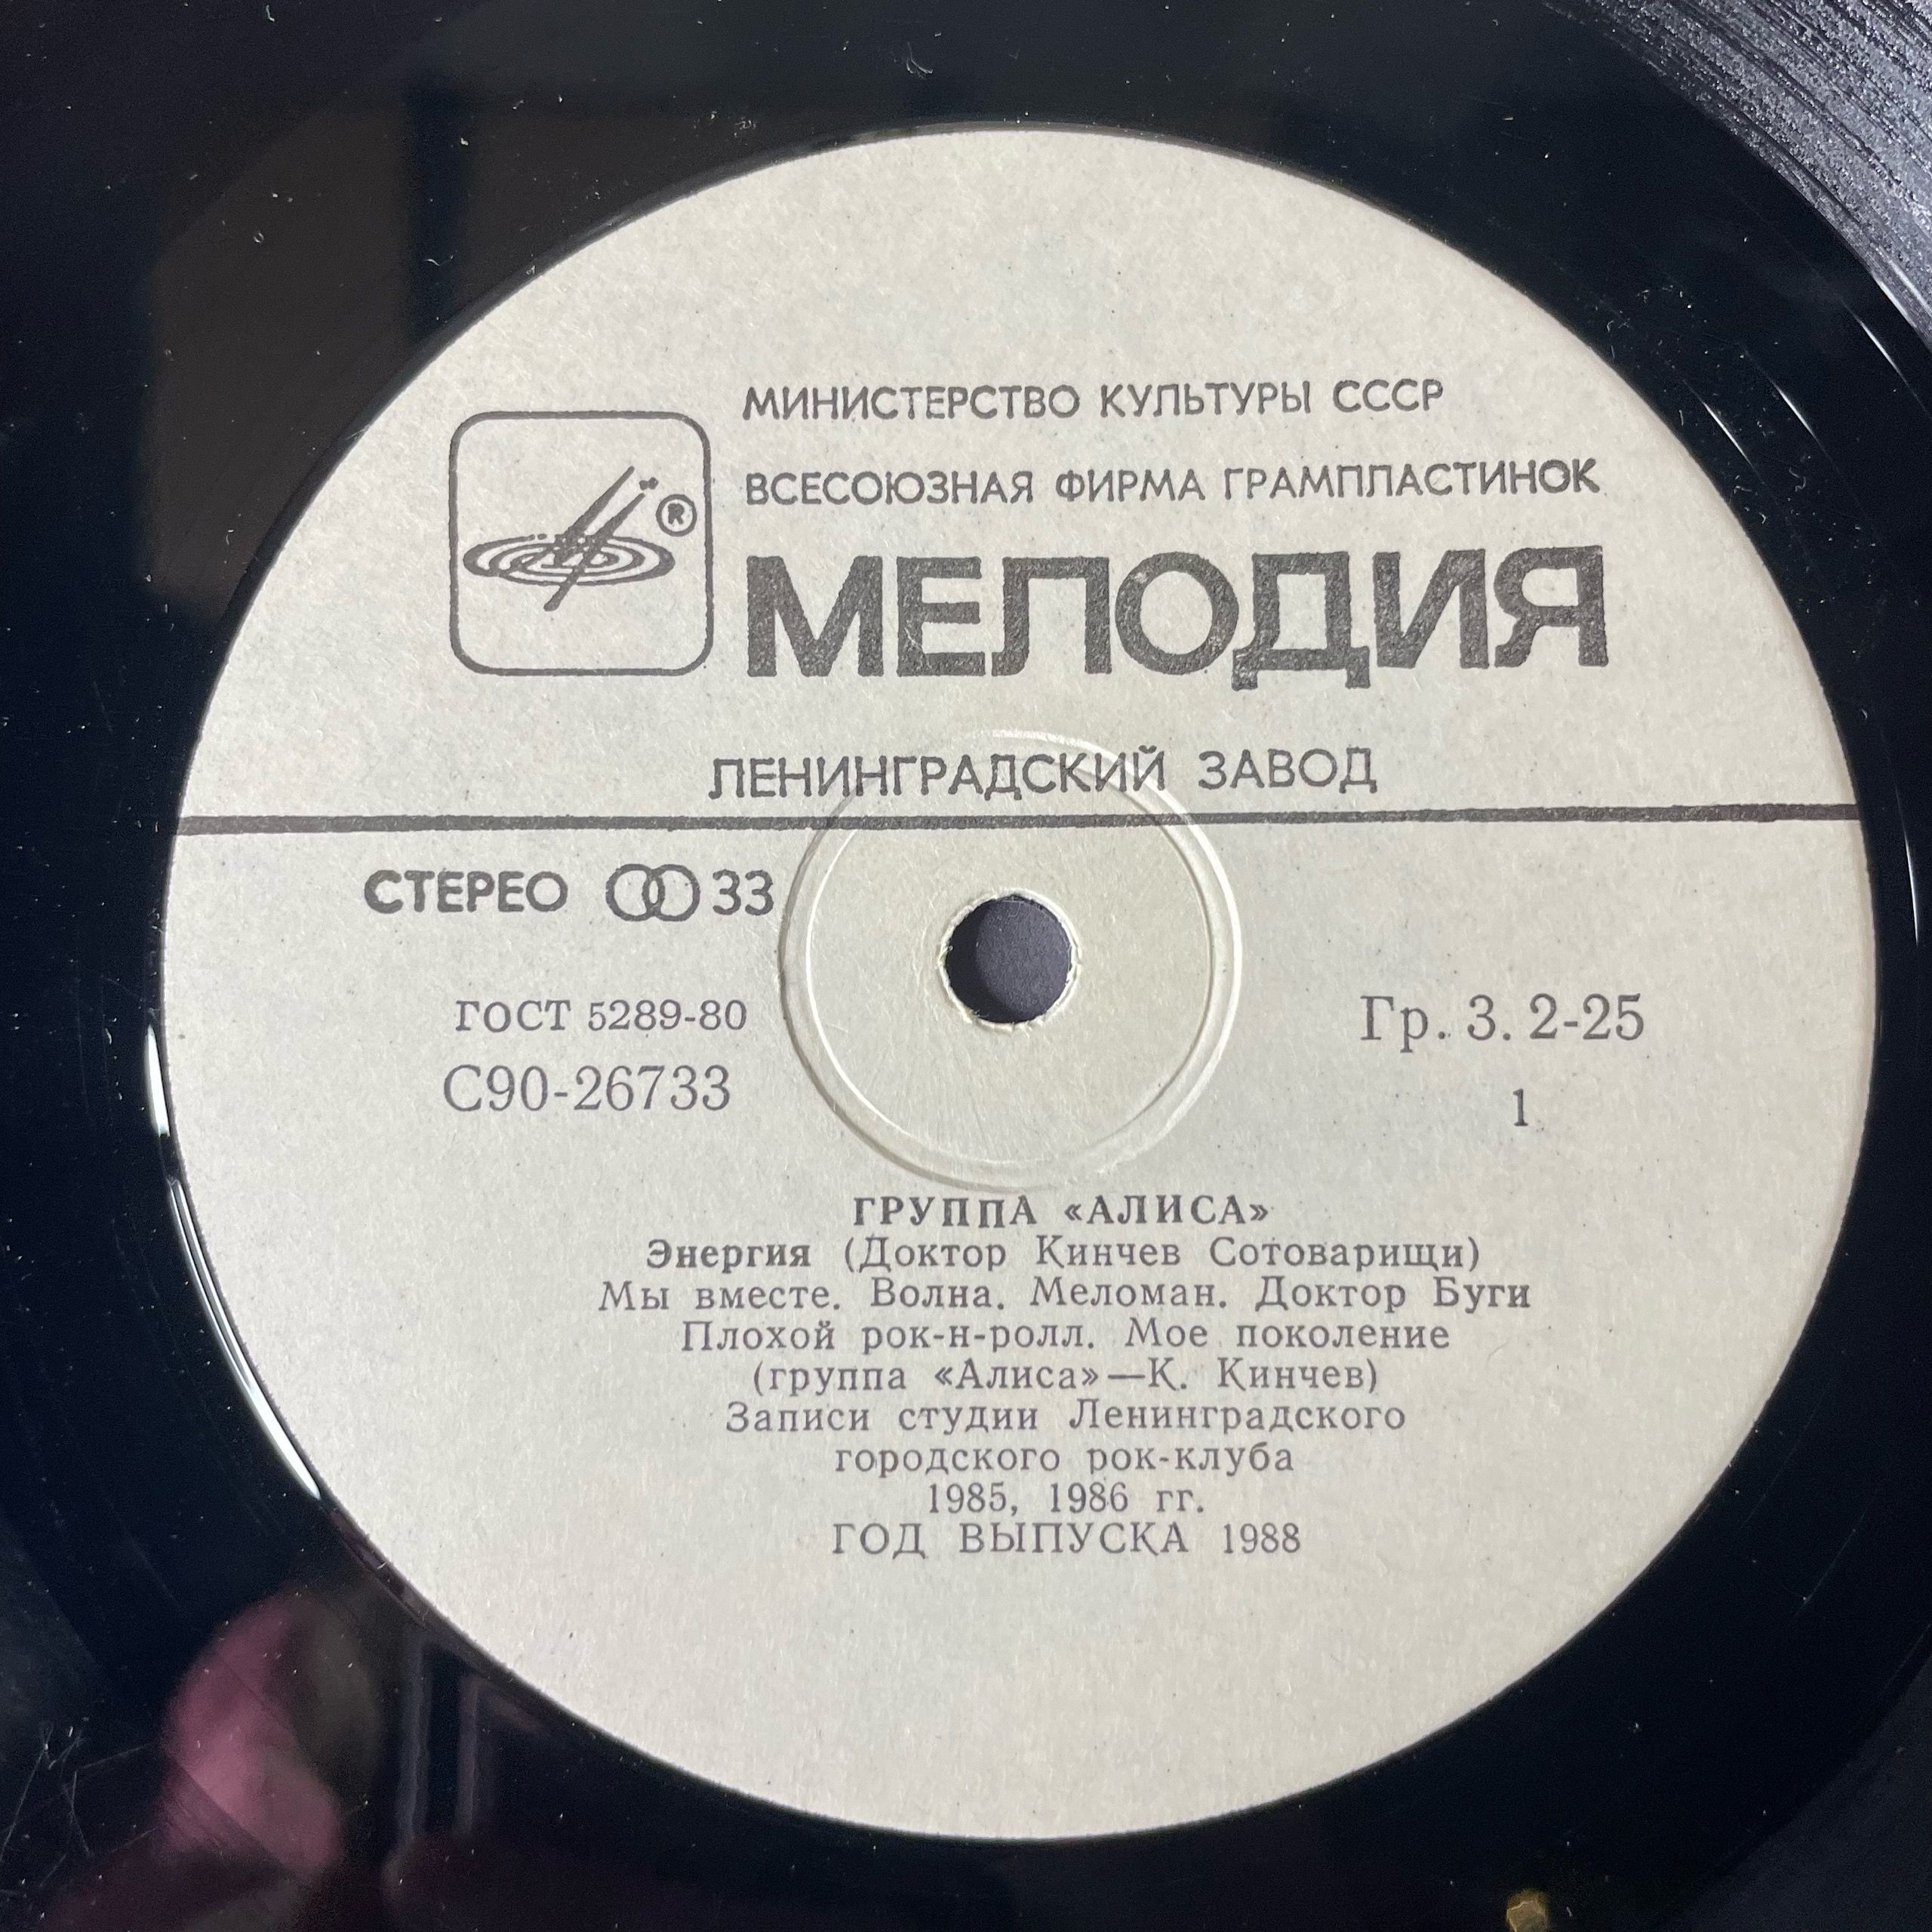 МИНИСТЕРСТВО КУЛЬТУРЫ СССР
ВСЕСОЮЗНАЯ ФИРМА ГРАМПЛАСТИНОК
®
МЕЛОДИЯ
ЛЕНИНГРАДСКИЙ ЗАВОД
СТЕРЕО 33
ГОСТ 5289-80
Гр. 3. 2-25
С90-26733
1
ГРУППА «АЛИСА»
Энергия (Доктор Кинчев Сотоварищи)
Мы вместе. Волна. Меломан. Доктор Буги
Плохой рок-н-ролл. Мое поколение
(группа «Алиса»—К. Кинчев)
Записи студии Ленинградского
городского рок-клуба
1985, 1986 гг.
ГОД ВЫПУСКА 1988